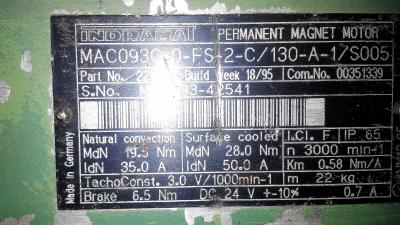 INDRAMAT PERMANENT MAGNET MOTOR
-2-C/130-A-1/S005
Part No. Build Week 18/95 Com.No. 00351339
S.No.
Natural convection Surface cooled I.Cl. F IP 65
MdN 19.5 Nm MdN 28.0 Nm n 3000 min-1
IdN 35.0 A IdN 50.0 A Km 0.58 Nm/A
TachoConst. 3.0 V/1000min-1 m 22 kg
Brake 6.5 Nm DC 24 V +-10% 0.7 A
Made in Germany